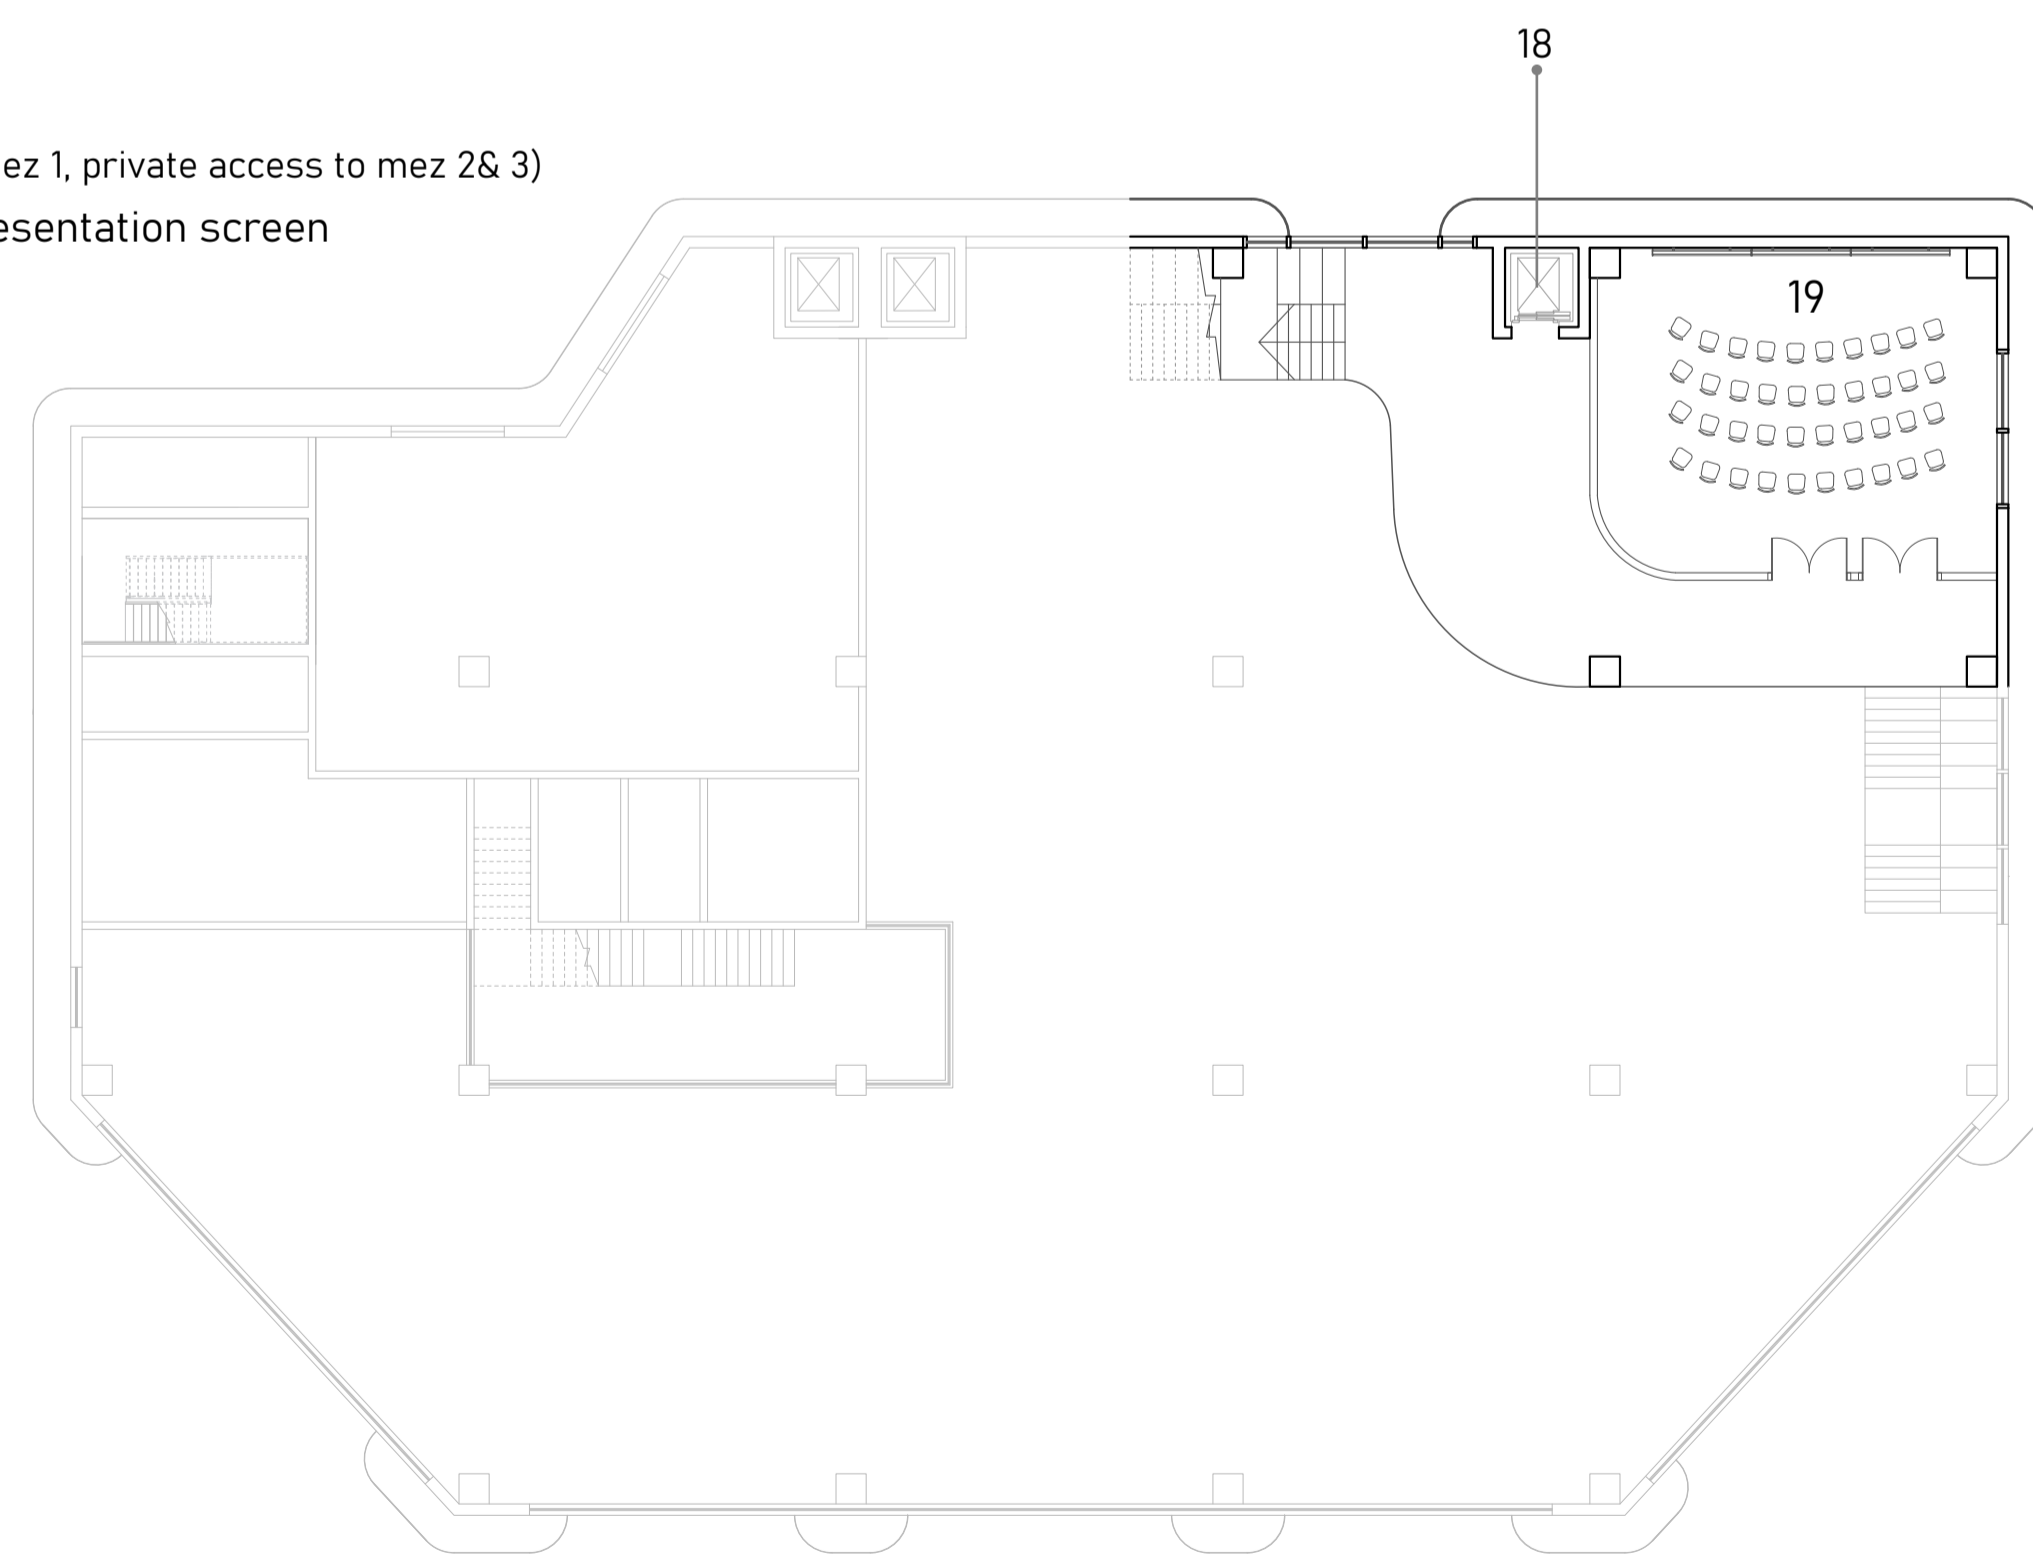 18
ez 1, private access to mez 2& 3)
esentation screen
19